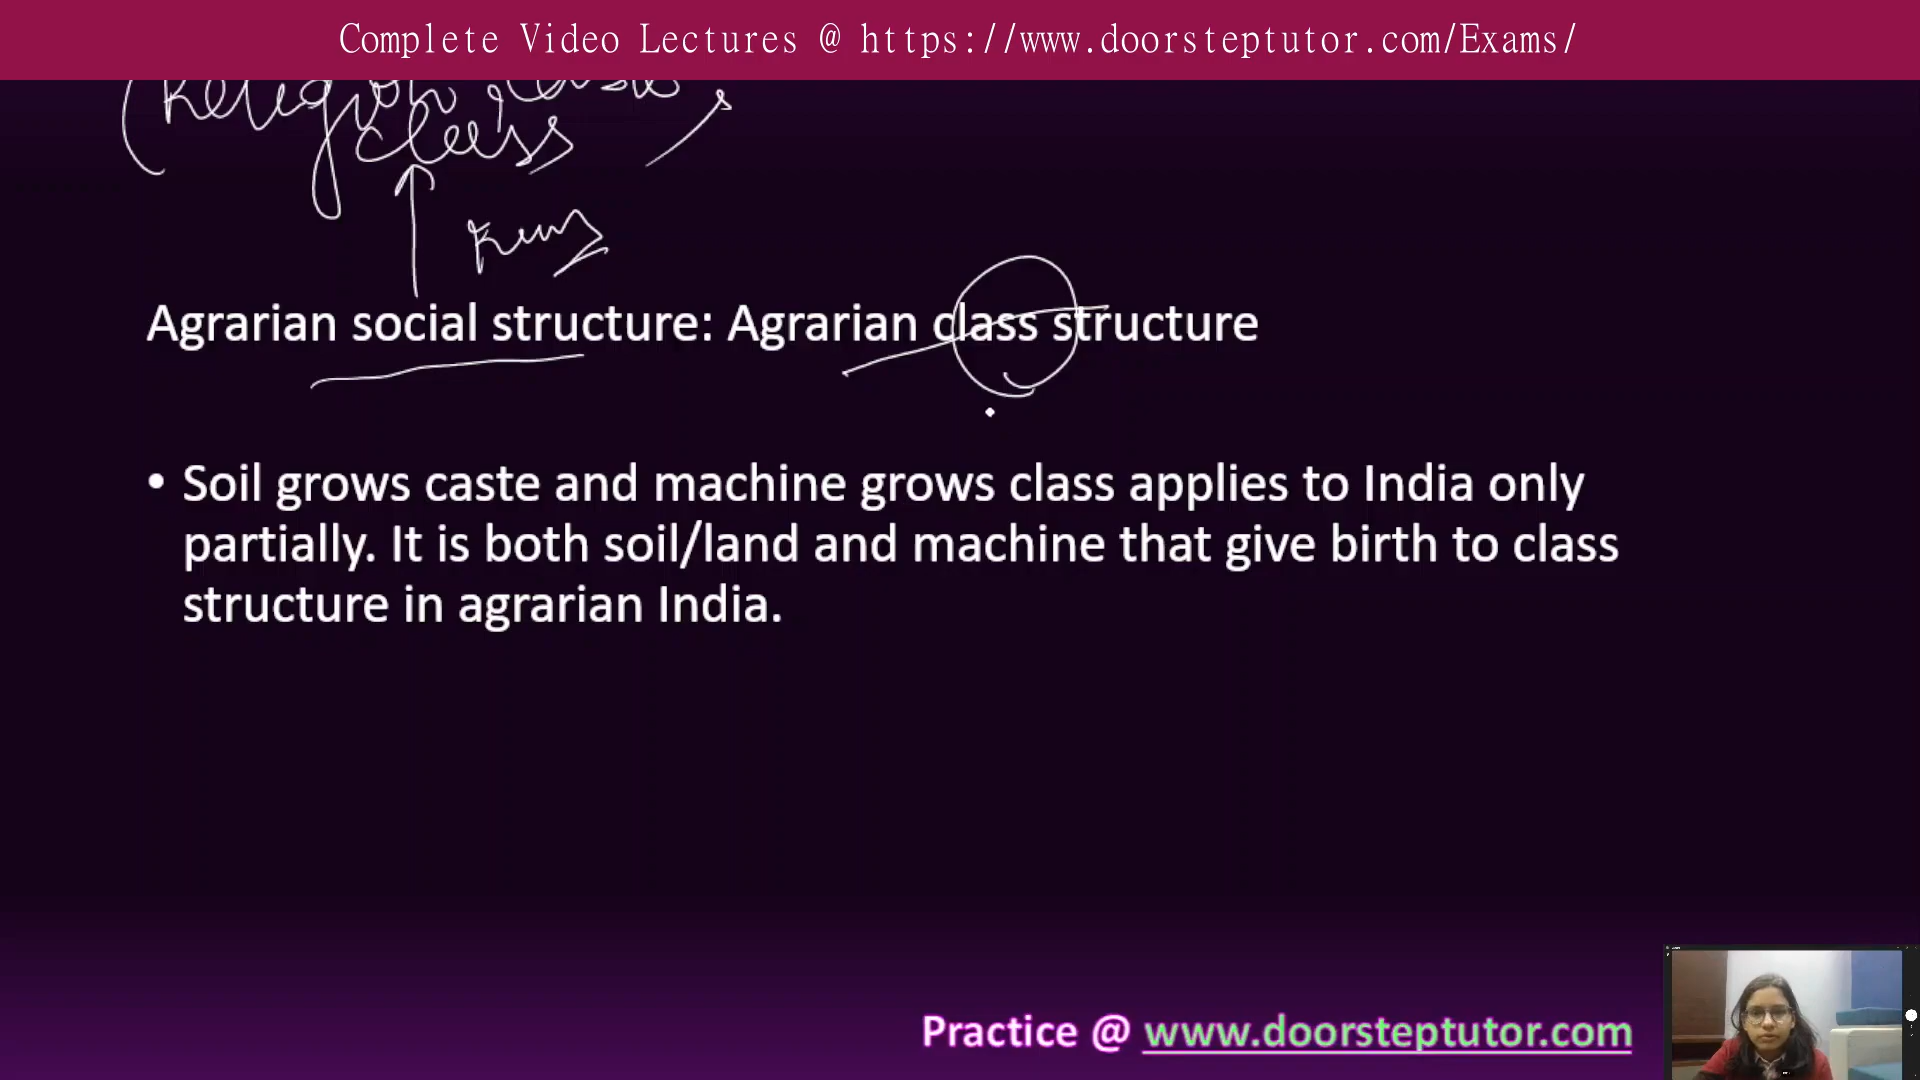 Complete Video Lectures @ https://www.doorsteptutor.com/Exams/
(Religion,
class
Agrarian social structure: Agrarian class structure
• Soil grows caste and machine grows class applies to India only
partially. It is both soil/land and machine that give birth to class
structure in agrarian India.
Practice @ www.doorsteptutor.com